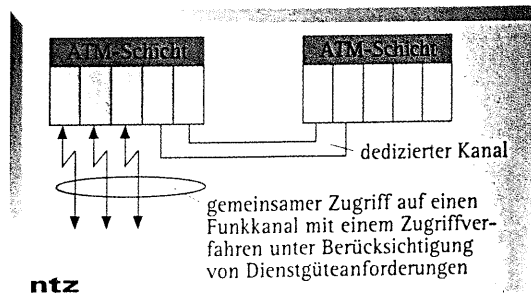 ATM-Schicht
ATM-Schicht
dedizierter Kanal
gemeinsamer Zugriff auf einen
Funkkanal mit einem Zugriffver-
fahren unter Berücksichtigung
von Dienstgüteanforderungen
ntz